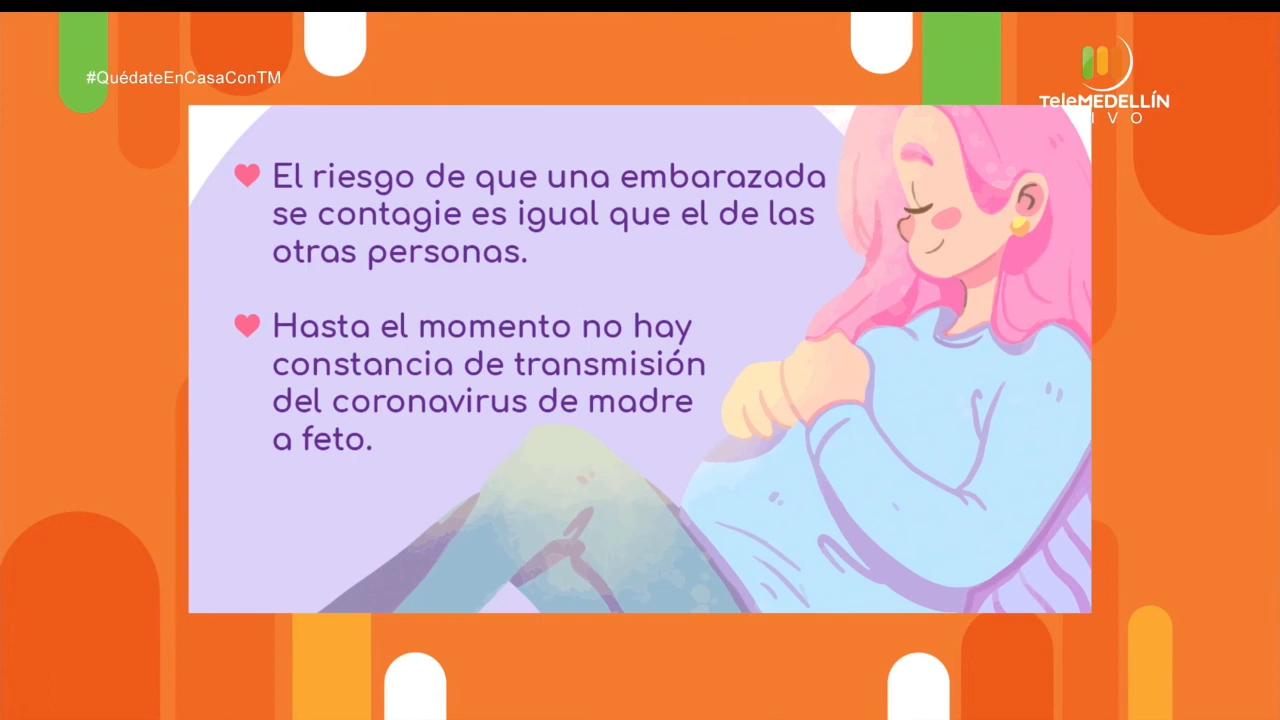 #QuédateEnCasaConTM
TeleMEDELLÍN
IVO
El riesgo de que una embarazada
se contagie es igual que el de las
otras personas.
Hasta el momento no hay
constancia de transmisión
del coronavirus de madre
a feto.